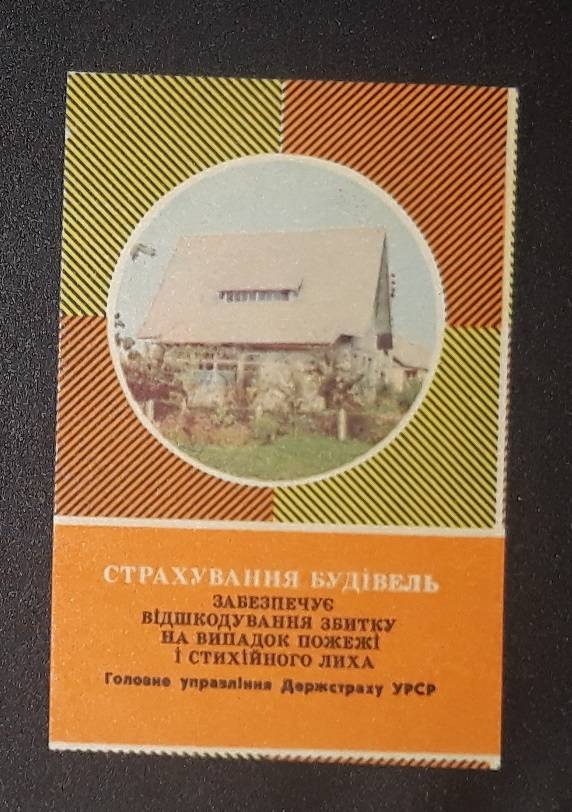 СТРАХУВАННЯ БУДІВЕЛЬ
ЗАБЕЗПЕЧУЄ
ВІДШКОДУВАННЯ ЗБИТКУ
НА ВИПАДОК ПОЖЕЖІ
І СТИХІЙНОГО ЛИХА
Головне управління Держстраху УРСР